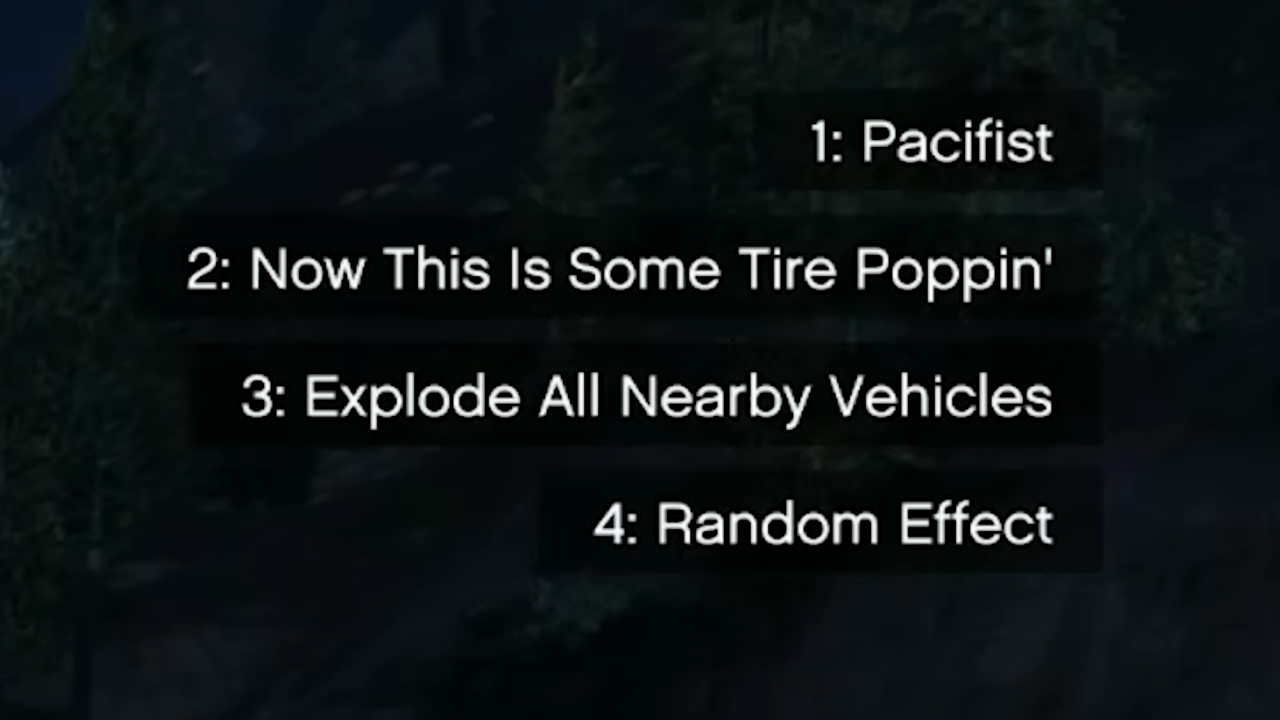 1: Pacifist
2: Now This Is Some Tire Poppin'
3: Explode All Nearby Vehicles
4: Random Effect